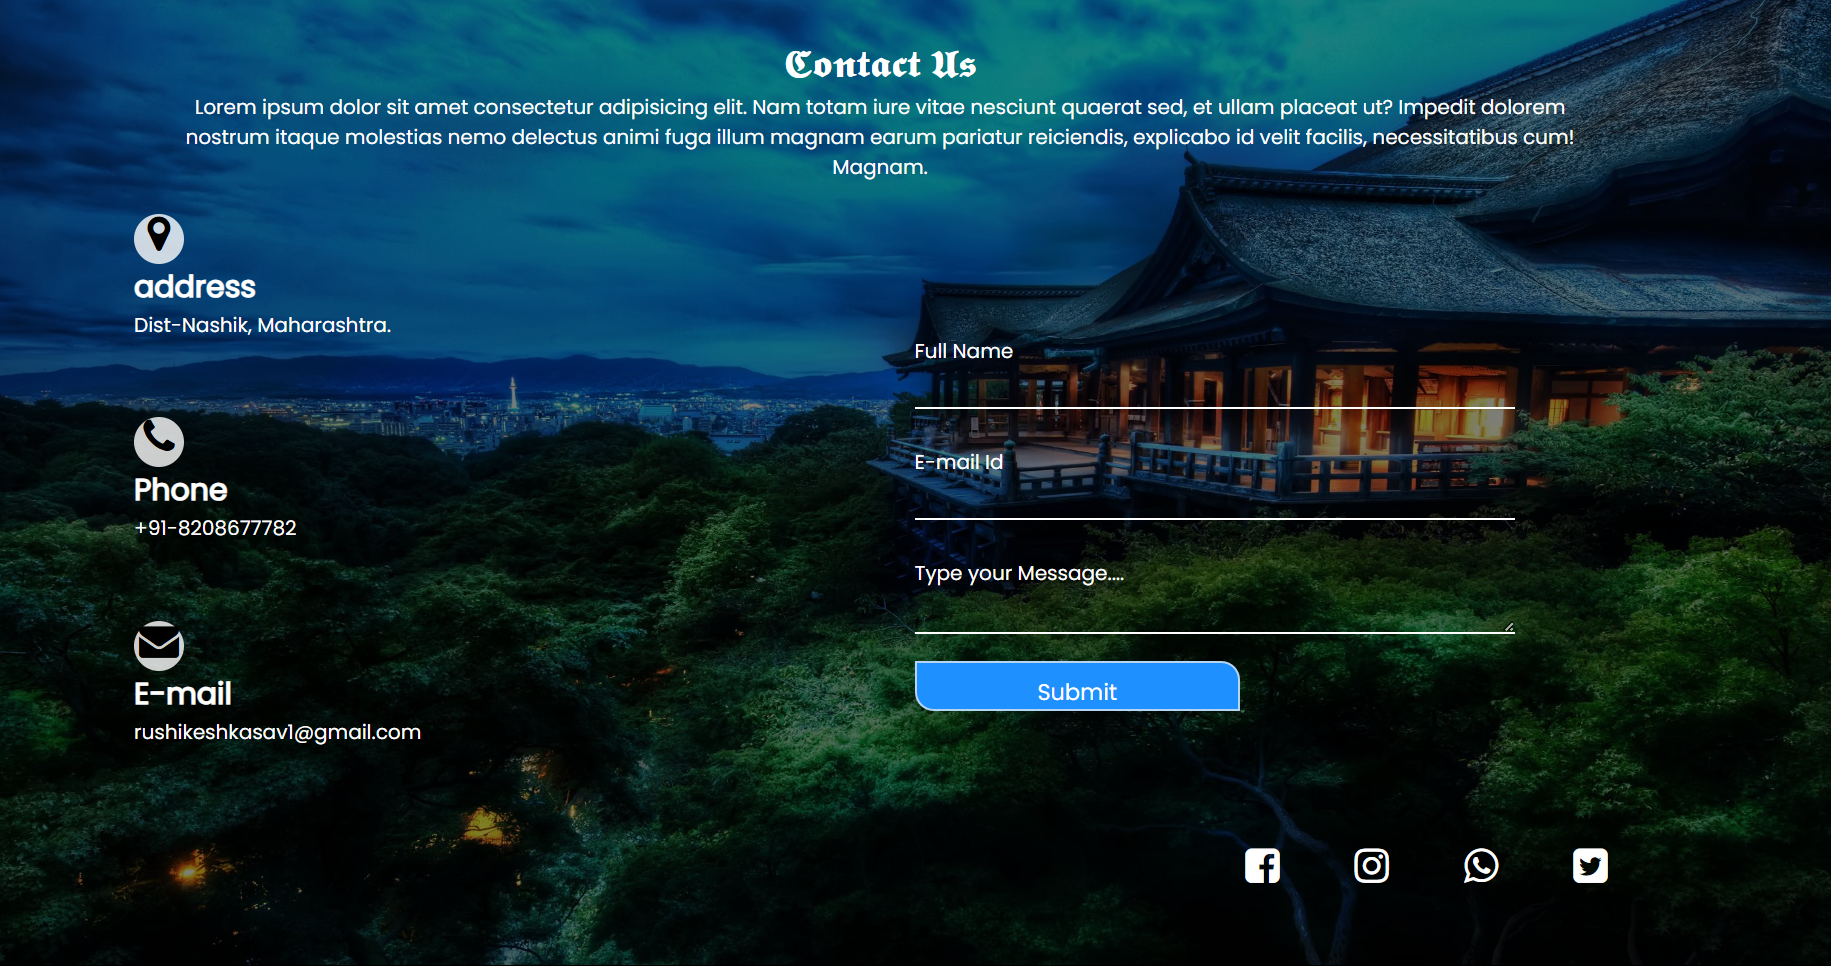 Contact Us
Lorem ipsum dolor sit amet consectetur adipisicing elit. Nam totam iure vitae nesciunt quaerat sed, et ullam placeat ut? Impedit dolorem
nostrum itaque molestias nemo delectus animi fuga illum magnam earum pariatur reiciendis, explicabo id velit facilis, necessitatibus cum!
Magnam.
address
Dist-Nashik, Maharashtra.
Phone
+91-8208677782
E-mail
rushikeshkasav1@gmail.com
Full Name
E-mail Id
Type your Message....
Submit